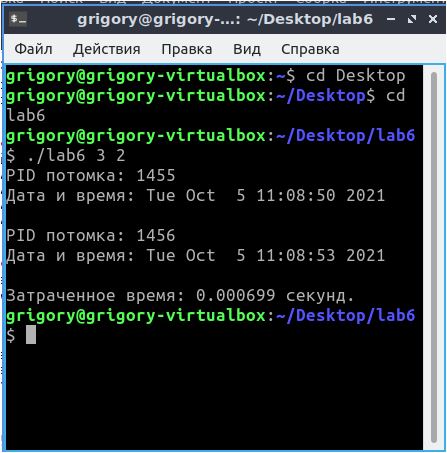 grigory@grigory-...: ~/Desktop/lab6
Файл Действия Правка Вид Справка
grigory@grigory-virtualbox:~$ cd Desktop
grigory@grigory-virtualbox:~/Desktop$ cd
lab6
grigory@grigory-virtualbox:~/Desktop/lab6
$ ./lab6 3 2
PID потомка: 1455
Дата и время: Tue Oct  5 11:08:50 2021
PID потомка: 1456
Дата и время: Tue Oct  5 11:08:53 2021
Затраченное время: 0.000699 секунд.
grigory@grigory-virtualbox:~/Desktop/lab6
$